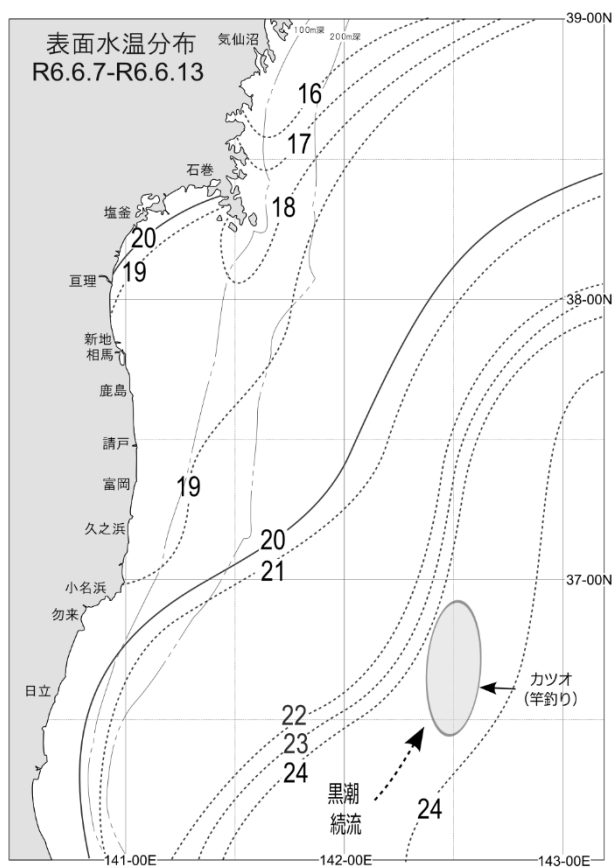 表面水温分布
R6.6.7-R6.6.13
気仙沼
100m深
200m深
39-00N
16
17
石巻
18
塩釜
20
19
亘理
38-00N
新地
相馬
鹿島
請戸
富岡
19
久之浜
20
21
小名浜
37-00N
勿来
日立
カツオ
(竿釣り)
22
23
24
黒潮
続流
24
141-00E
142-00E
143-00E